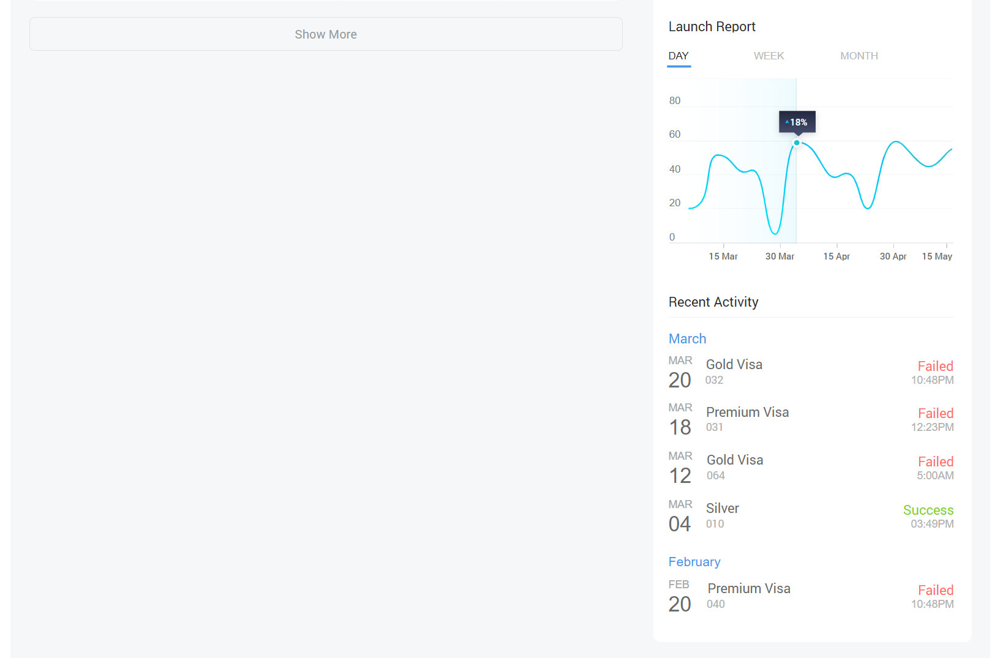 Show More
Launch Report
DAY WEEK MONTH
80
18%
60
40
20
0
15 Mar 30 Mar 15 Apr 30 Apr 15 May
Recent Activity
March
MAR
20
Gold Visa
032
Failed
10:48PM
MAR
18
Premium Visa
031
Failed
12:23PM
MAR
12
Gold Visa
064
Failed
5:00AM
MAR
04
Silver
010
Success
03:49PM
February
FEB
20
Premium Visa
040
Failed
10:48PM